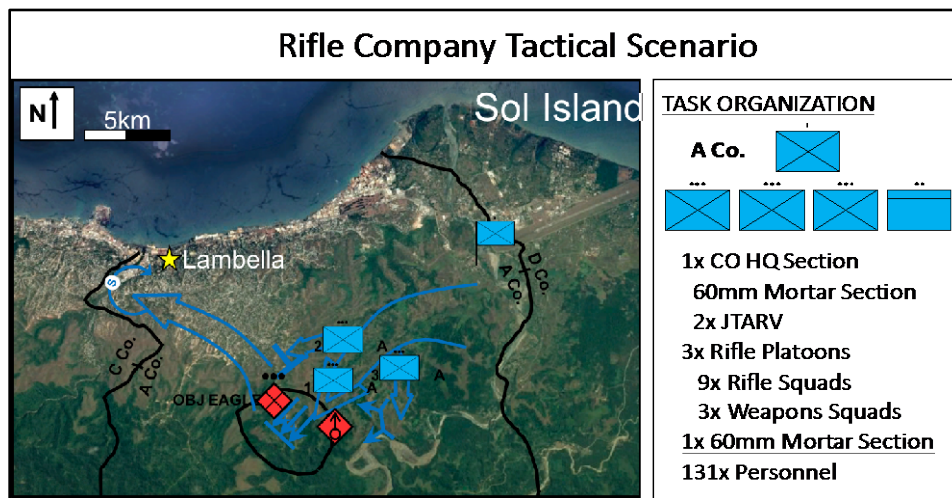 Rifle Company Tactical Scenario
N
5km
Sol Island
Lambella
S
C Co.
A Co.
D Co.
A Co.
2
A
1
A
3
A
OBJ EAGLE
TASK ORGANIZATION
A Co.
1x CO HQ Section
60mm Mortar Section
2x JTARV
3x Rifle Platoons
9x Rifle Squads
3x Weapons Squads
1x 60mm Mortar Section
131x Personnel